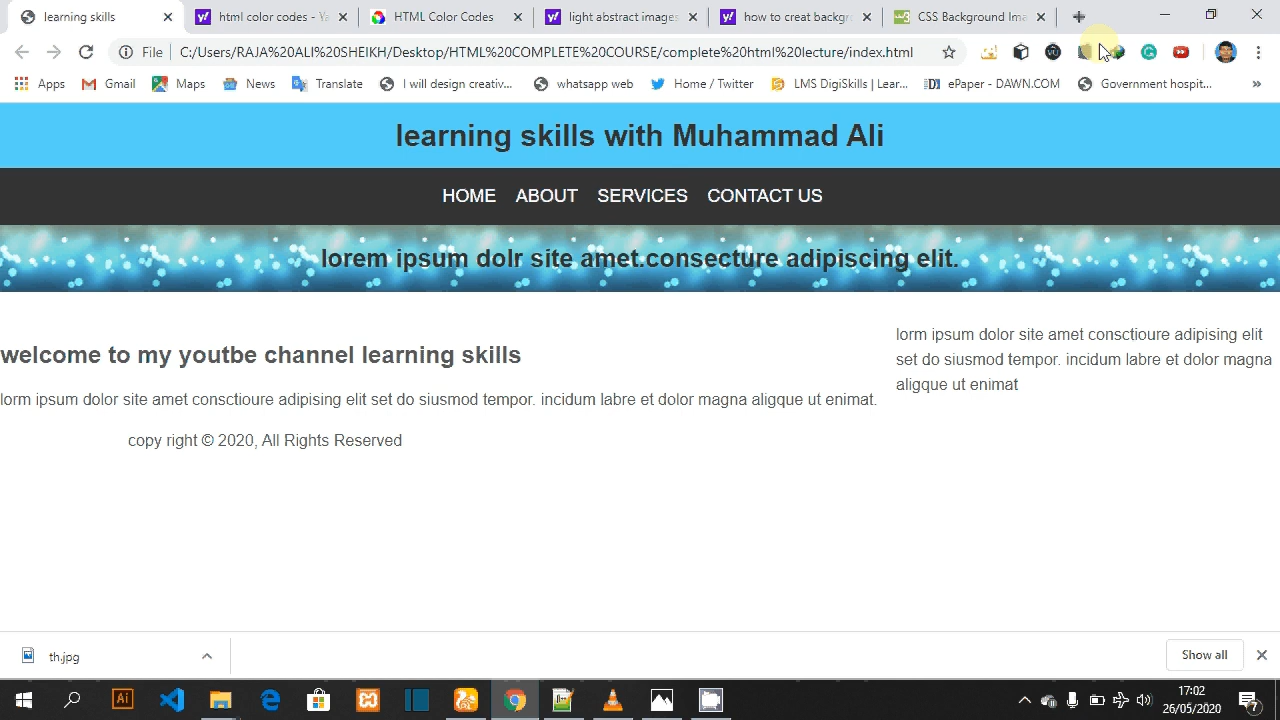 learning skills
html color codes - Ya
HTML Color Codes
light abstract images
how to creat backgr
CSS Background Ima
File
C:/Users/RAJA%20ALI%20SHEIKH/Desktop/HTML%20COMPLETE%20COURSE/complete%20html%20lecture/index.html
Apps
Gmail
Maps
News
Translate
I will design creativ...
whatsapp web
Home / Twitter
LMS DigiSkills | Lear...
ePaper - DAWN.COM
Government hospit...
»
learning skills with Muhammad Ali
HOME ABOUT SERVICES CONTACT US
lorem ipsum dolr site amet.consecture adipiscing elit.
welcome to my youtbe channel learning skills
lorm ipsum dolor site amet consctioure adipising elit set do siusmod tempor. incidum labre et dolor magna aligqe ut enimat.
lorm ipsum dolor site amet consctioure adipising elit
set do siusmod tempor. incidum labre et dolor magna
aligqe ut enimat
copy right © 2020, All Rights Reserved
th.jpg
Show all
Ai
17:02
26/05/2020
7